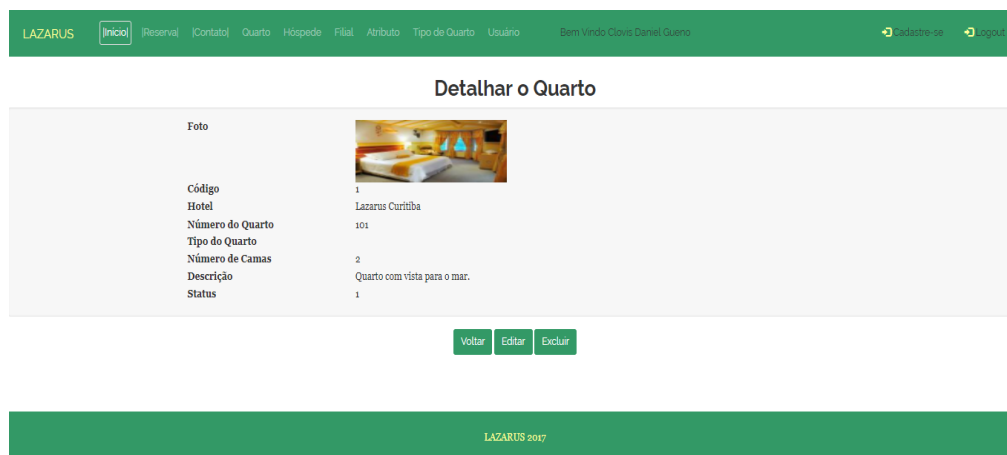 LAZARUS |Início| |Reserva| |Contato| Quarto Hóspede Filial Atributo Tipo de Quarto Usuário Bem Vindo Clovis Daniel Gueno Cadastre-se Logout
Detalhar o Quarto
Foto
Código 1
Hotel Lazarus Curitiba
Número do Quarto 101
Tipo do Quarto
Número de Camas 2
Descrição Quarto com vista para o mar.
Status 1
Voltar Editar Excluir
LAZARUS 2017